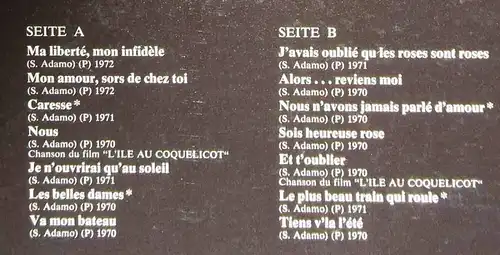 SEITE A
Ma liberté, mon infidèle
(S. Adamo) (P) 1972
Mon amour, sors de chez toi
(S. Adamo) (P) 1972
Caresse*
(S. Adamo) (P) 1971
Nous
(S. Adamo) (P) 1970
Chanson du film "L'ILE AU COQUELICOT"
Je n'ouvrirai qu'au soleil
(S. Adamo) (P) 1971
Les belles dames*
(S. Adamo) (P) 1970
Va mon bateau
(S. Adamo) (P) 1970
SEITE B
J'avais oublié qu'les roses sont roses
(S. Adamo) (P) 1971
Alors... reviens moi
(S. Adamo) (P) 1970
Nous n'avons jamais parlé d'amour*
(S. Adamo) (P) 1970
Sois heureuse rose
(S. Adamo) (P) 1970
Et t'oublier
(S. Adamo) (P) 1970
Chanson du film "L'ILE AU COQUELICOT"
Le plus beau train qui roule*
(S. Adamo) (P) 1971
Tiens v'la l'été
(S. Adamo) (P) 1970